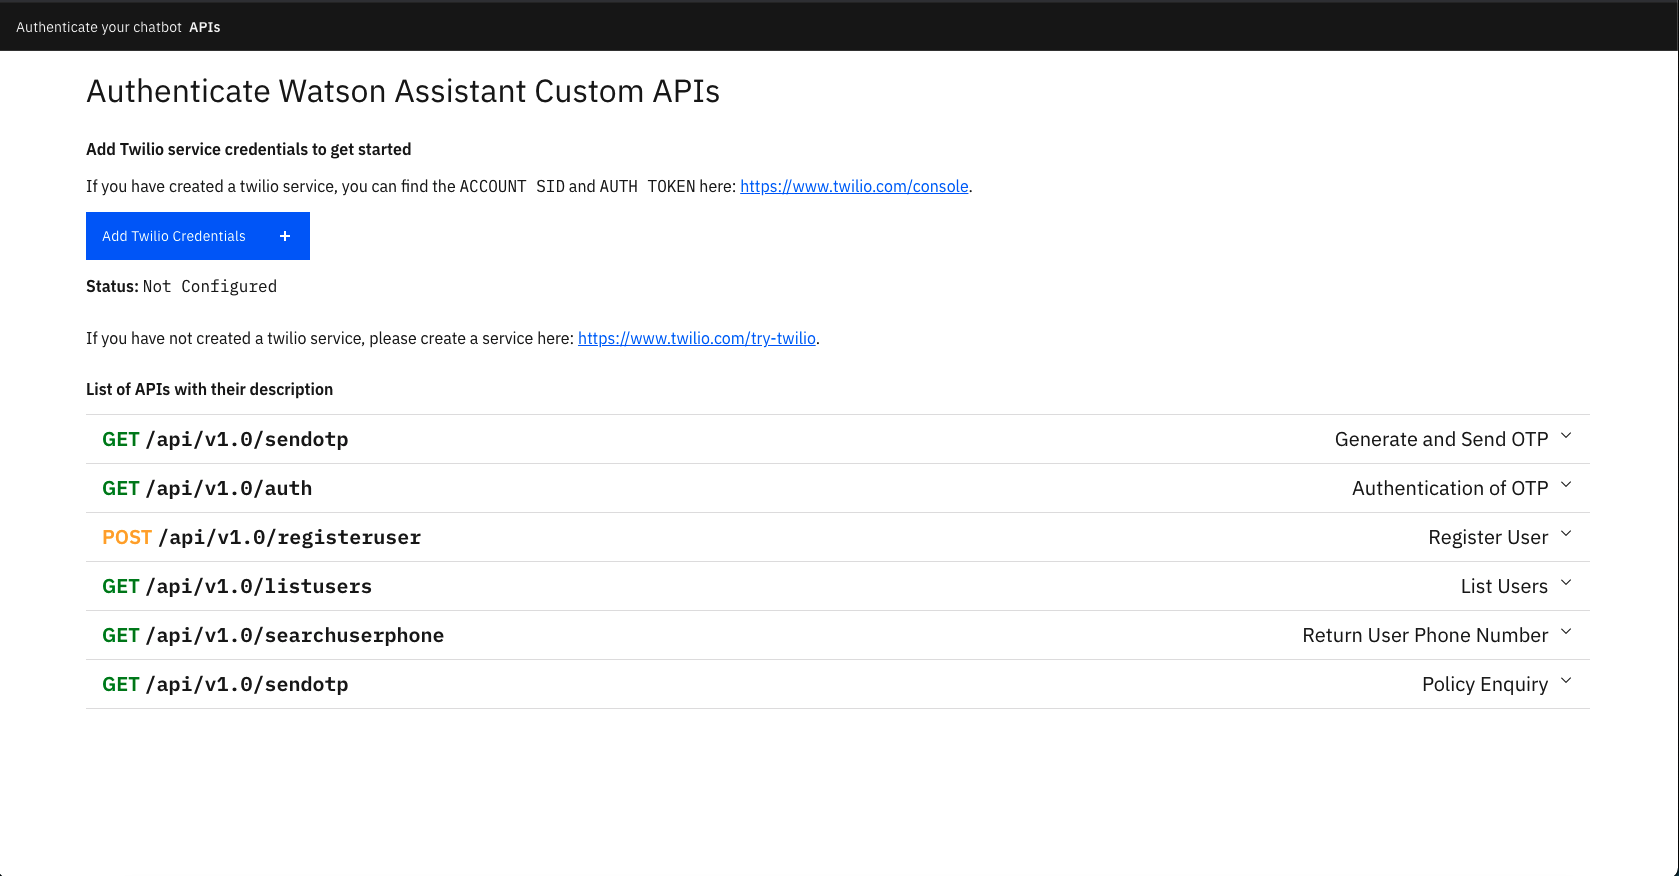 Authenticate your chatbot APIs
Authenticate Watson Assistant Custom APIs
Add Twilio service credentials to get started
If you have created a twilio service, you can find the ACCOUNT SID and AUTH TOKEN here: https://www.twilio.com/console.
Add Twilio Credentials +
Status: Not Configured
If you have not created a twilio service, please create a service here: https://www.twilio.com/try-twilio.
List of APIs with their description
GET /api/v1.0/sendotp Generate and Send OTP
GET /api/v1.0/auth Authentication of OTP
POST /api/v1.0/registeruser Register User
GET /api/v1.0/listusers List Users
GET /api/v1.0/searchuserphone Return User Phone Number
GET /api/v1.0/sendotp Policy Enquiry